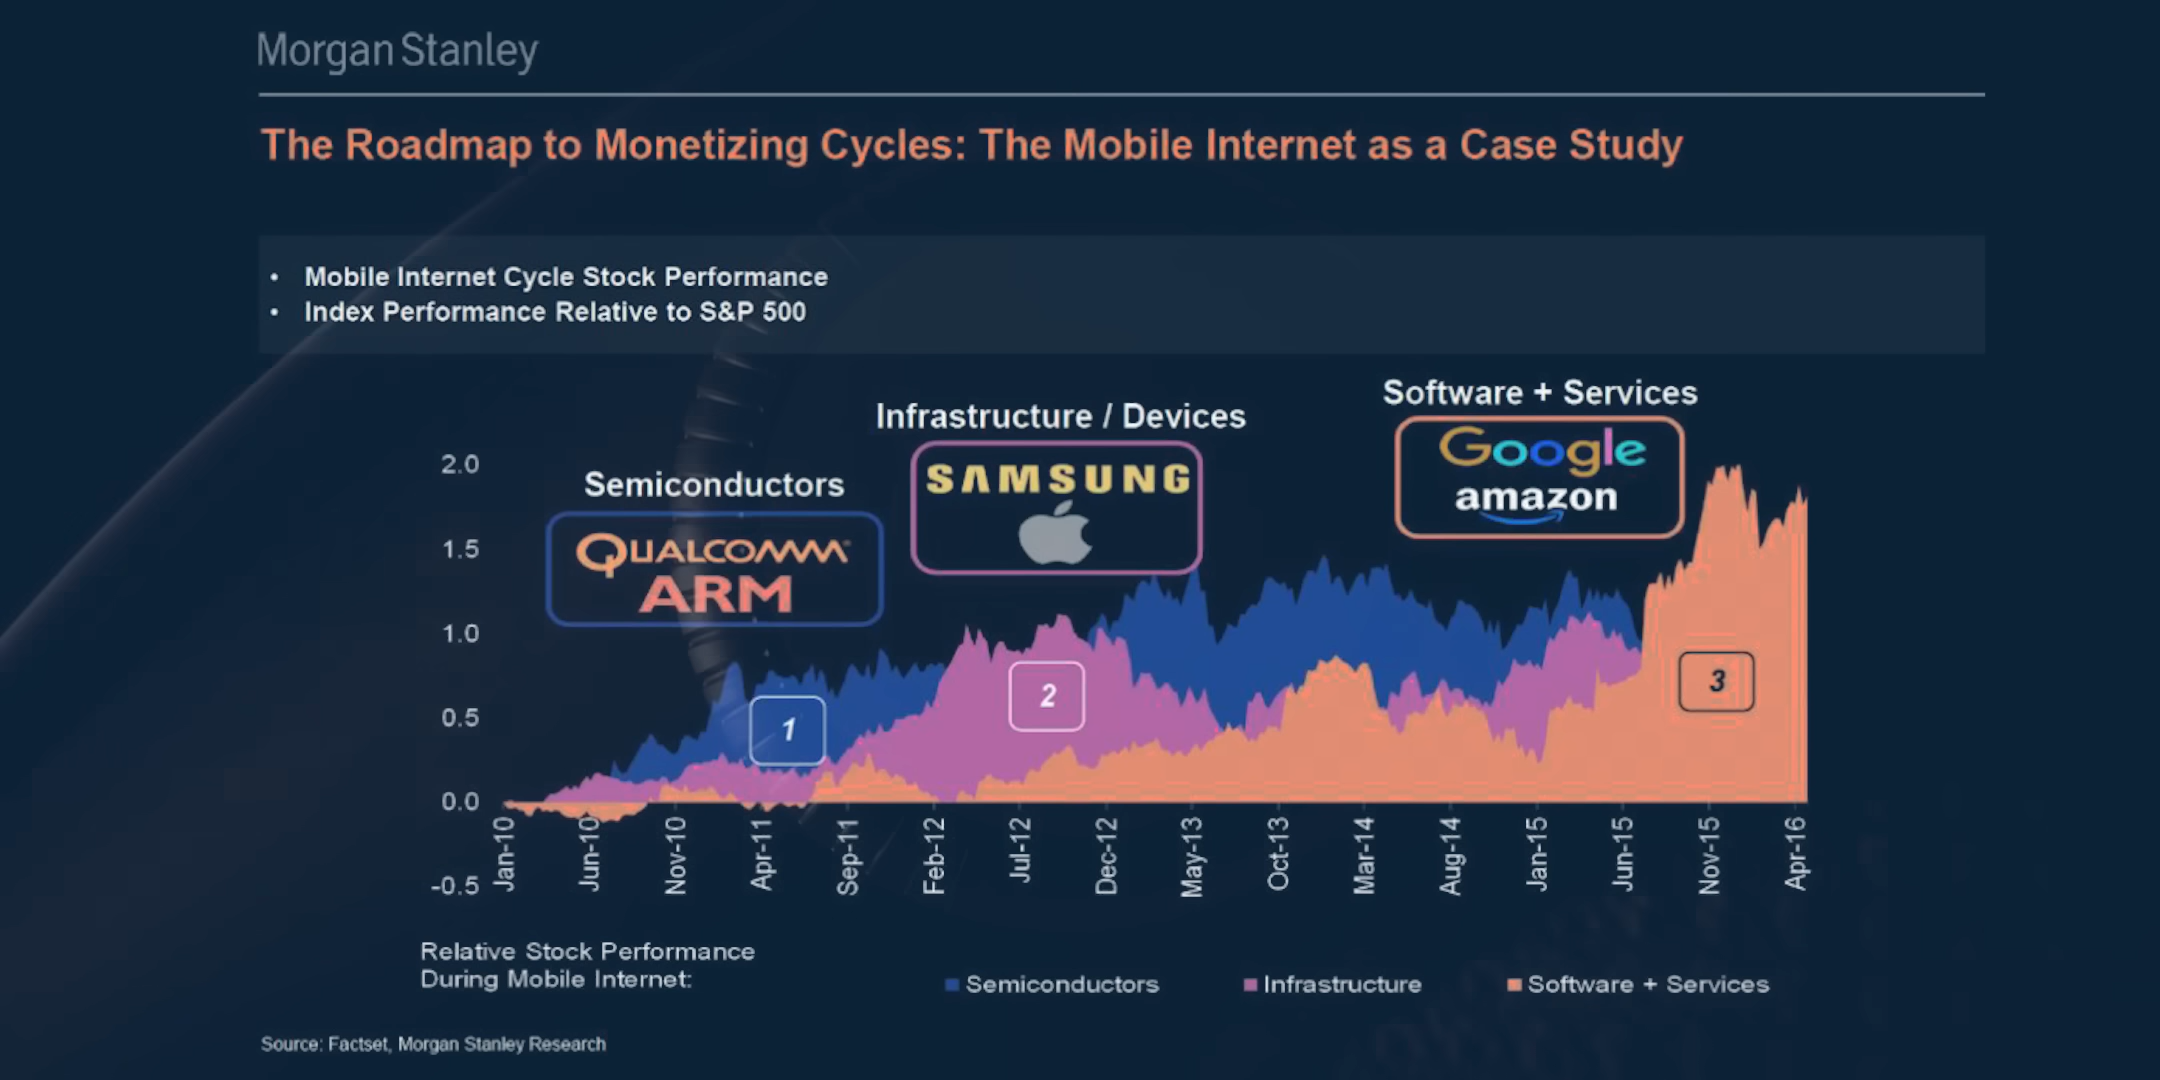 Morgan Stanley
The Roadmap to Monetizing Cycles: The Mobile Internet as a Case Study
• Mobile Internet Cycle Stock Performance
• Index Performance Relative to S&P 500
Software + Services
Google
amazon
Infrastructure / Devices
SAMSUNG
Semiconductors
QUALCOMM
ARM
2.0
1.5
1.0
0.5
0.0
-0.5
1
2
3
Jan-10
Jun-10
Nov-10
Apr-11
Sep-11
Feb-12
Jul-12
Dec-12
May-13
Oct-13
Mar-14
Aug-14
Jan-15
Jun-15
Nov-15
Apr-16
Relative Stock Performance
During Mobile Internet:
Semiconductors
Infrastructure
Software + Services
Source: Factset, Morgan Stanley Research